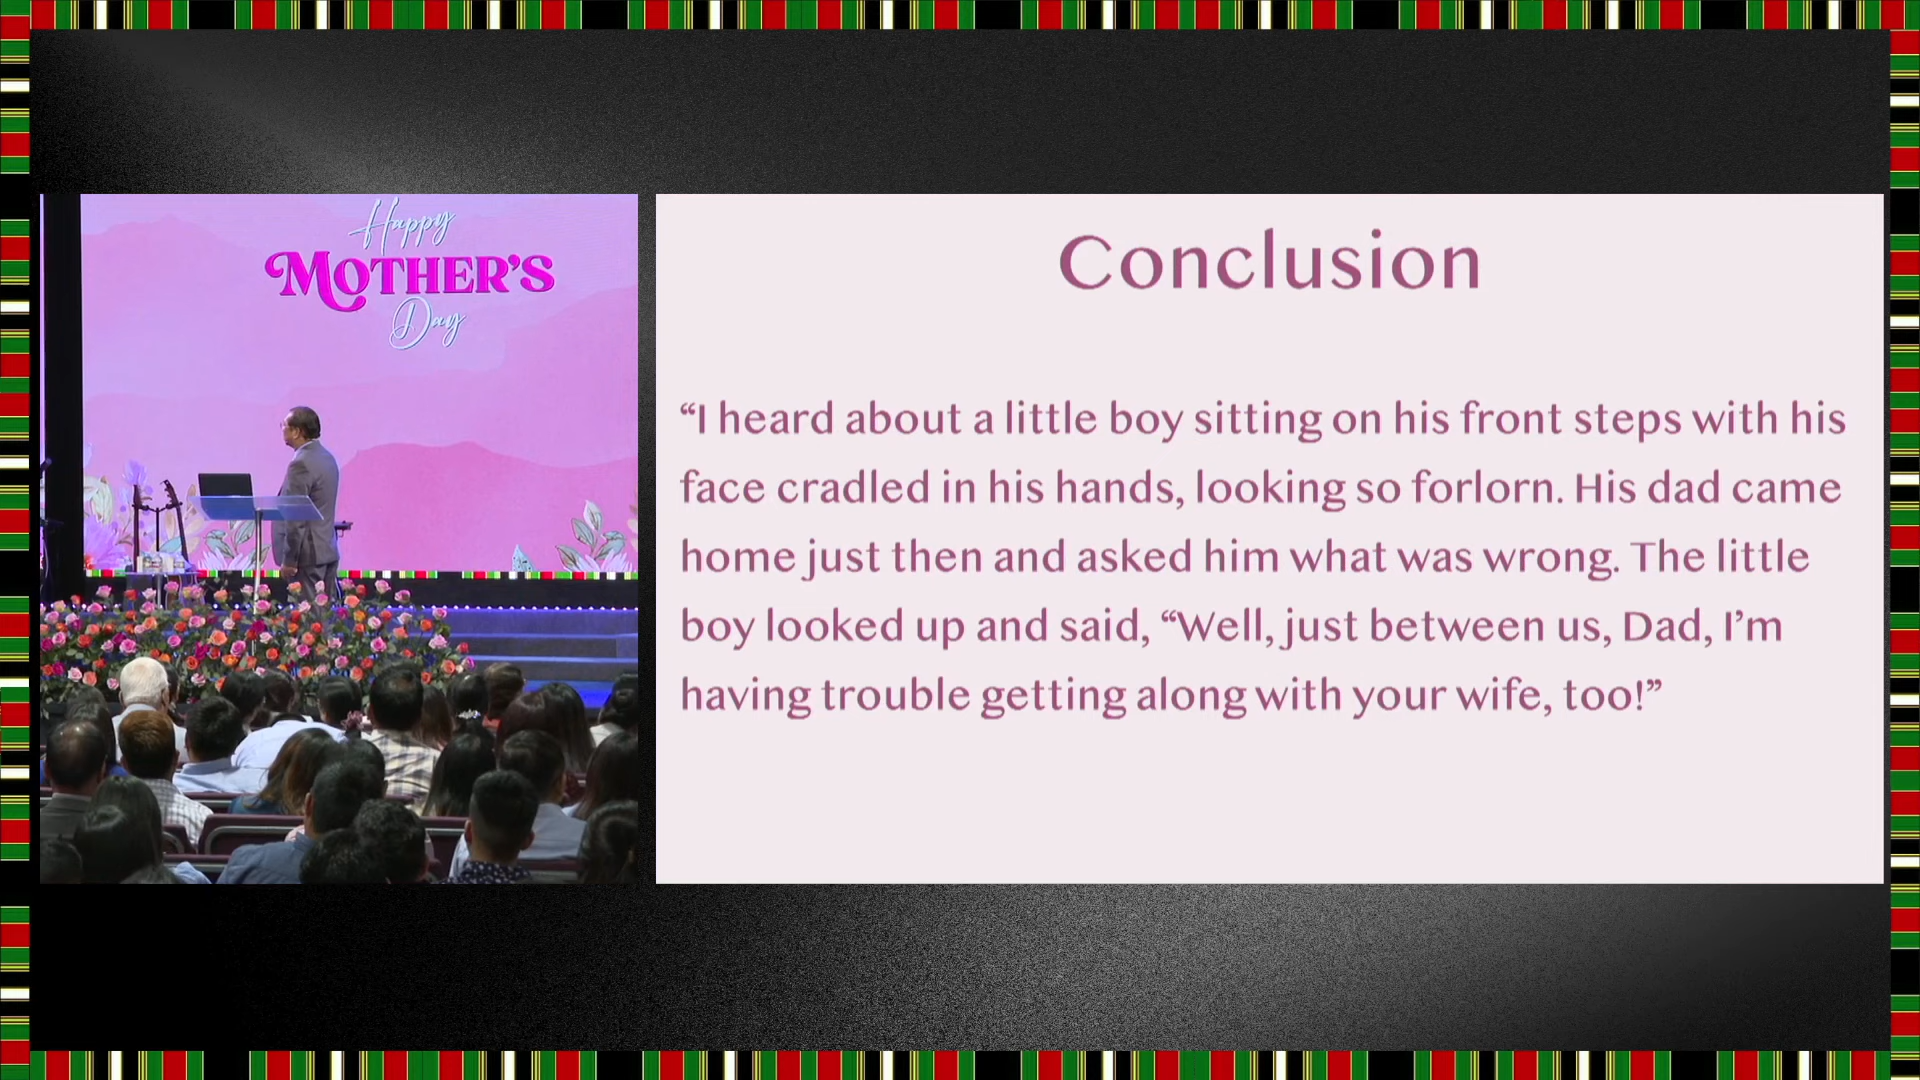 Happy
MOTHER'S
Day
Conclusion
“I heard about a little boy sitting on his front steps with his
face cradled in his hands, looking so forlorn. His dad came
home just then and asked him what was wrong. The little
boy looked up and said, “Well, just between us, Dad, I’m
having trouble getting along with your wife, too!”